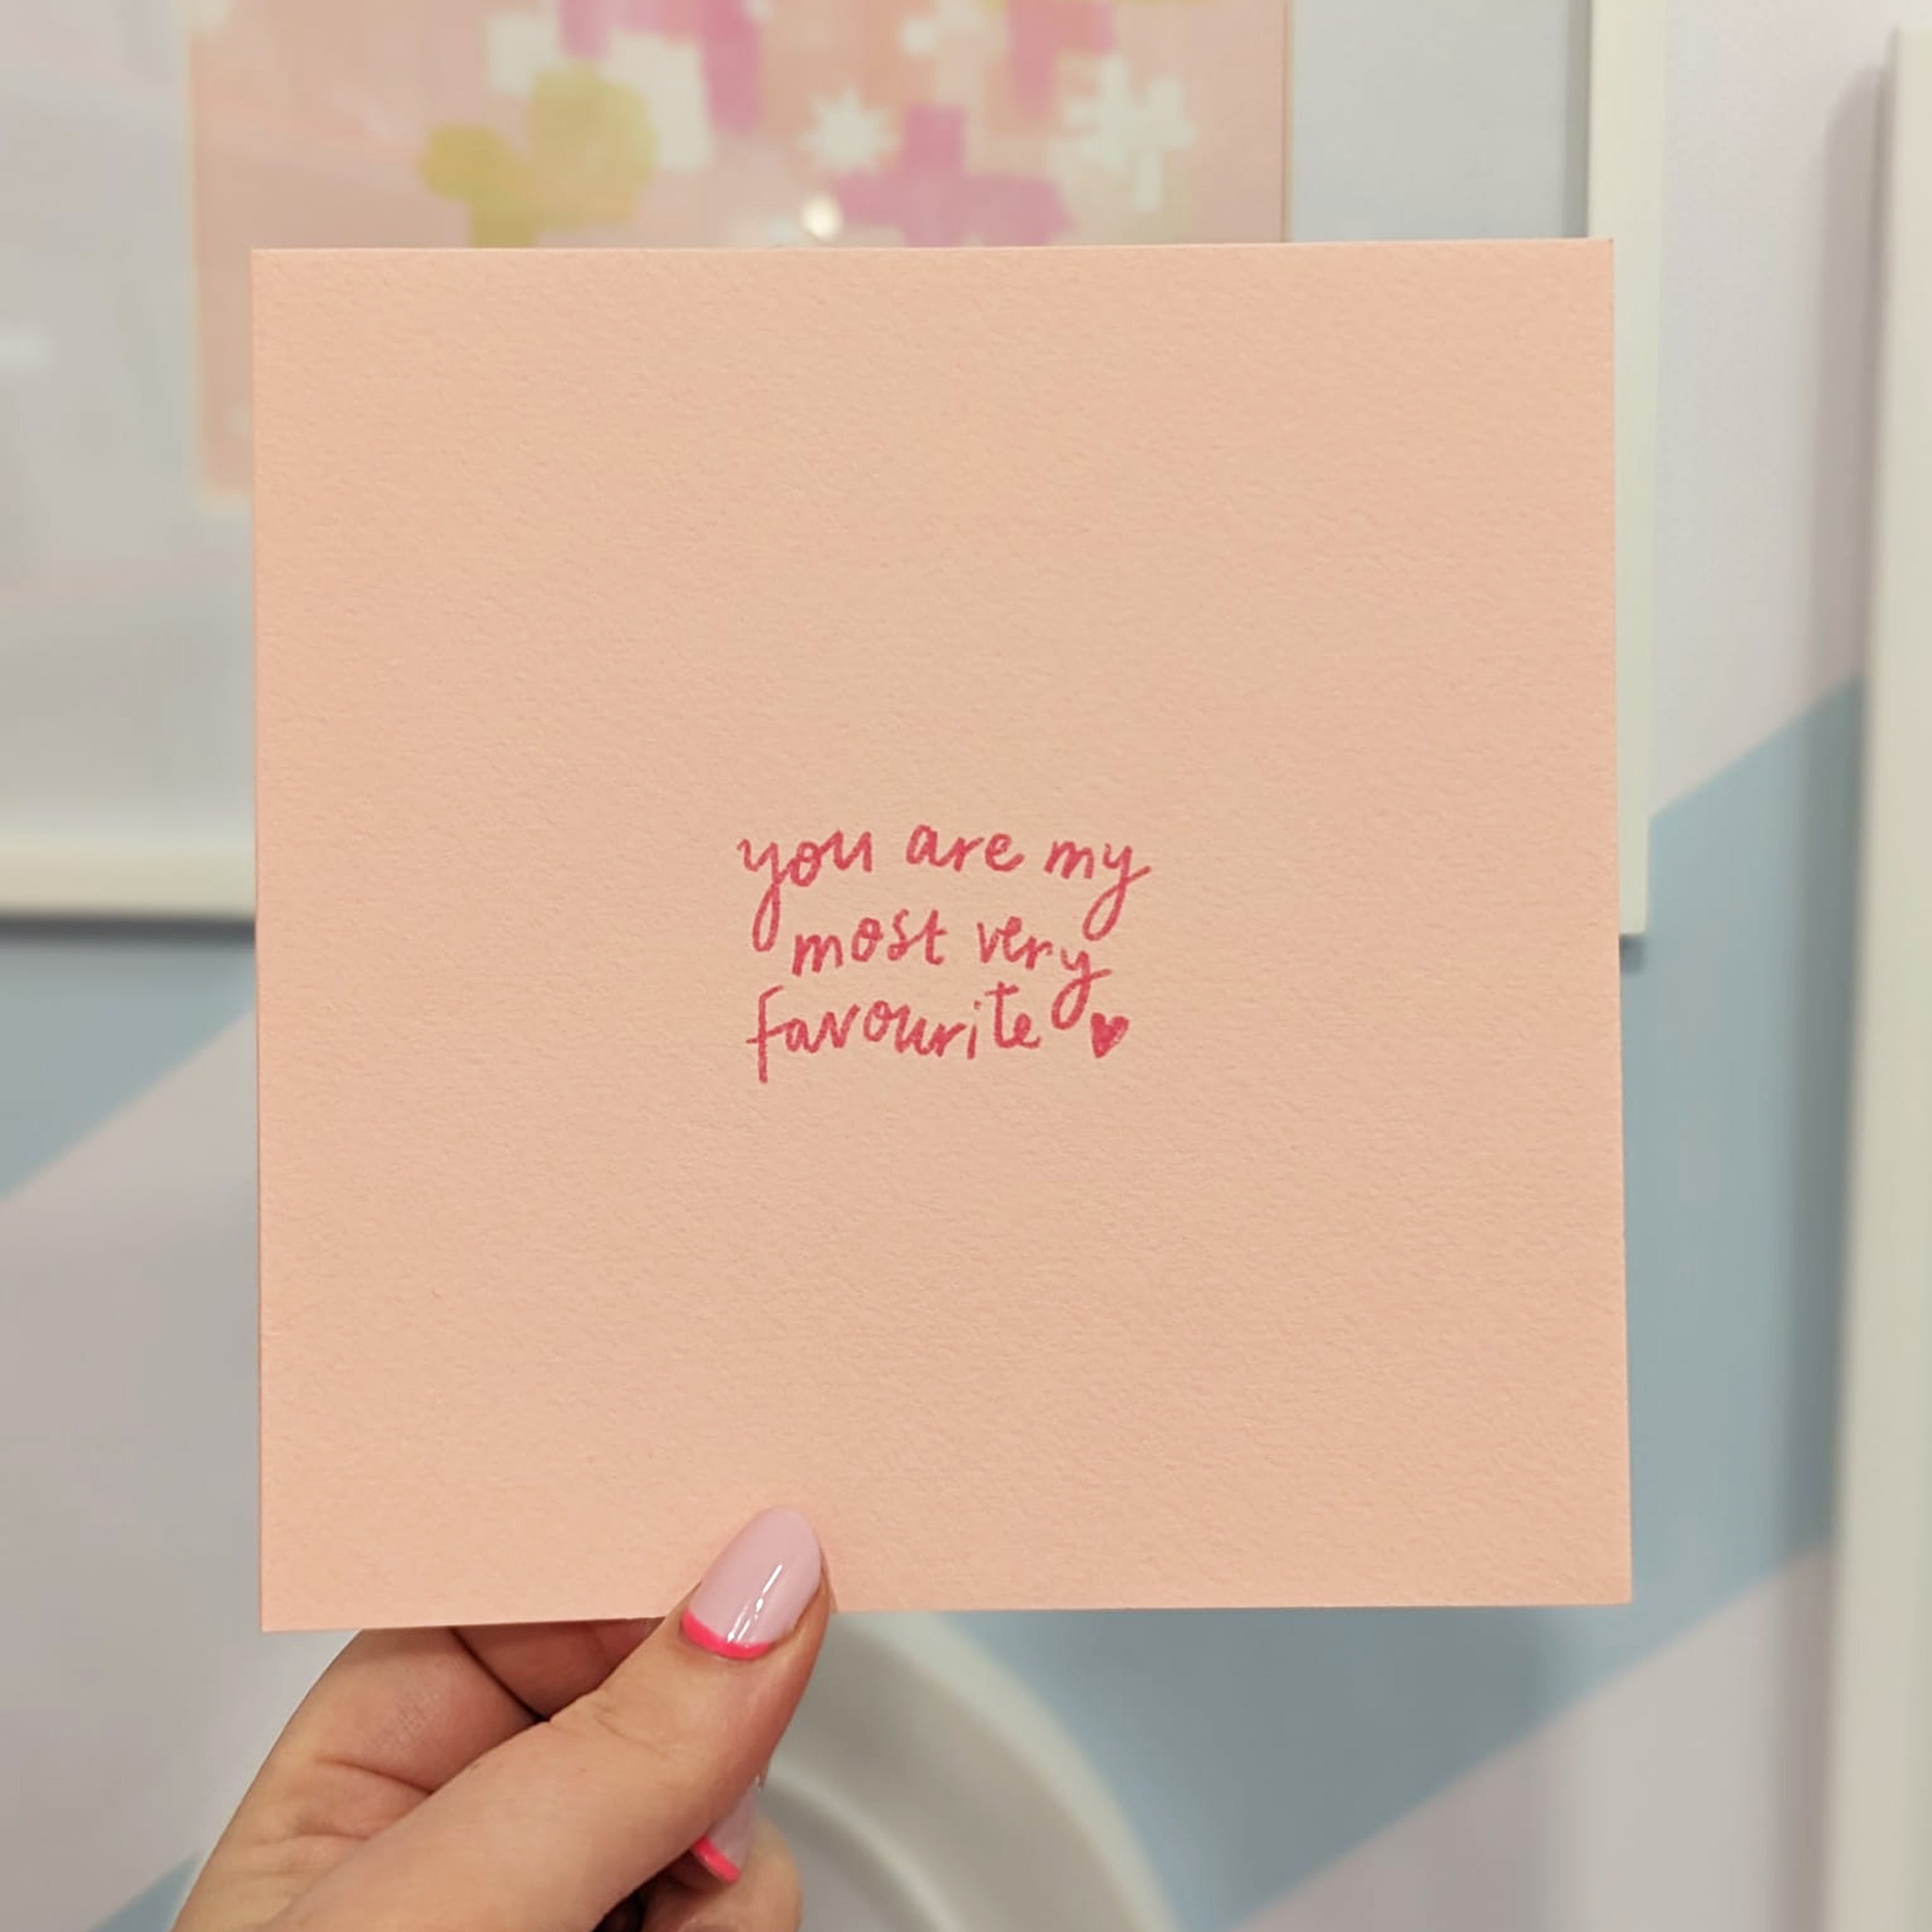 you are my
most very
favourite ♥